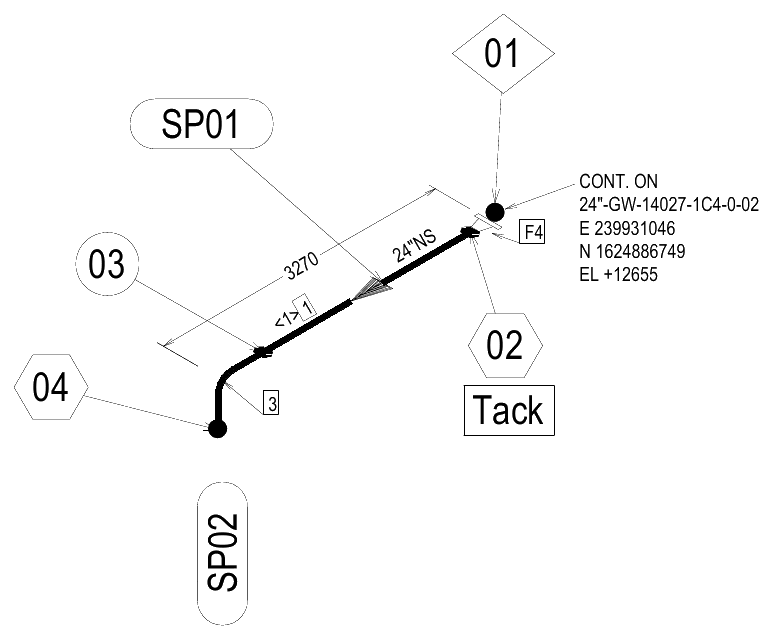 01
SP01
CONT. ON
24"-GW-14027-1C4-0-02
E 239931046
N 1624886749
EL +12655
F4
24"NS
3270
03
<1> 1
02
04
3
Tack
SP02